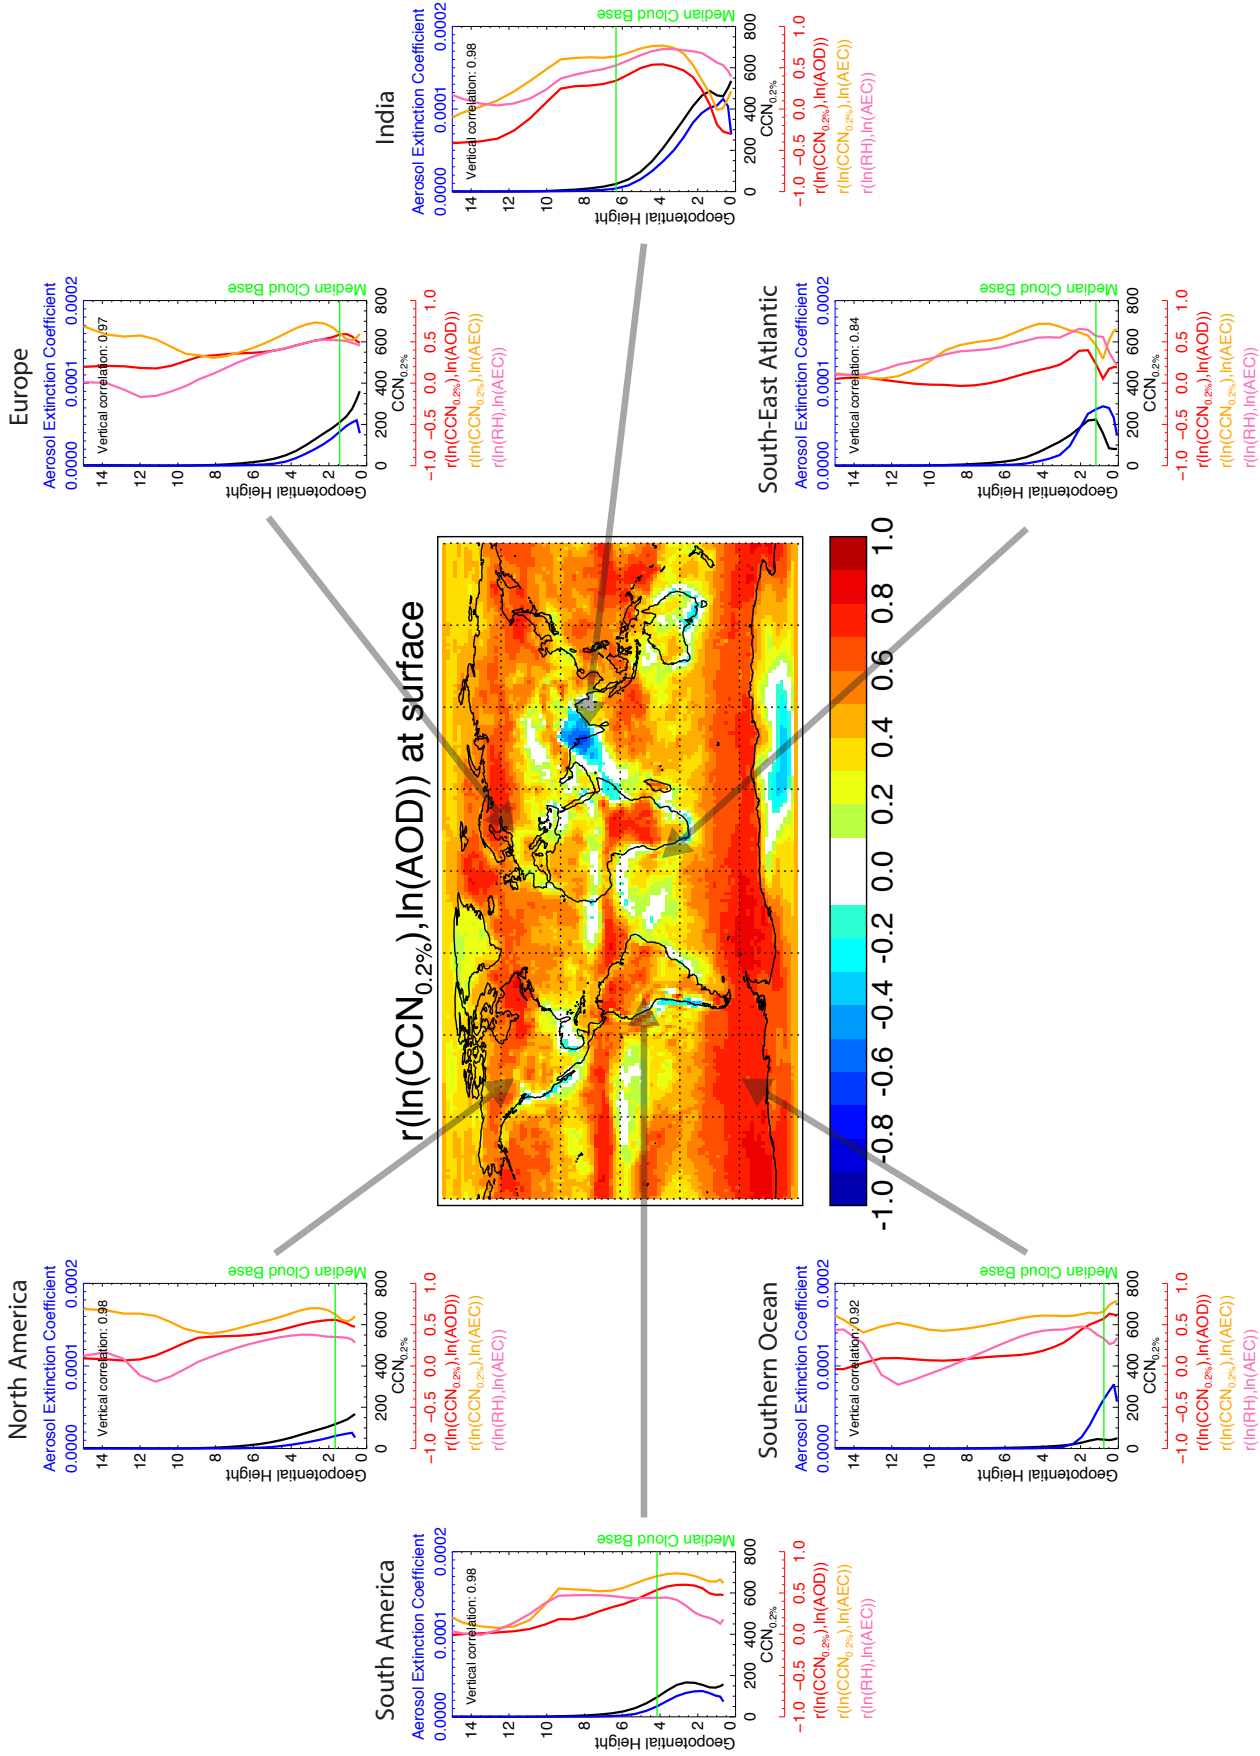 North America
Aerosol Extinction Coefficient
0.0000 0.0001 0.0002
Vertical correlation: 0.98
14
12
10
8
6
4
2
0
Geopotential Height
Median Cloud Base
0 200 400 600 800
CCN0.2%
−1.0 −0.5 0.0 0.5 1.0
r(ln(CCN0.2%),ln(AOD))
r(ln(CCN0.2%),ln(AEC))
r(ln(RH),ln(AEC))
Europe
Aerosol Extinction Coefficient
0.0000 0.0001 0.0002
Vertical correlation: 0.97
14
12
10
8
6
4
2
0
Geopotential Height
Median Cloud Base
0 200 400 600 800
CCN0.2%
−1.0 −0.5 0.0 0.5 1.0
r(ln(CCN0.2%),ln(AOD))
r(ln(CCN0.2%),ln(AEC))
r(ln(RH),ln(AEC))
South America
Aerosol Extinction Coefficient
0.0000 0.0001 0.0002
Vertical correlation: 0.98
14
12
10
8
6
4
2
0
Geopotential Height
Median Cloud Base
0 200 400 600 800
CCN0.2%
−1.0 −0.5 0.0 0.5 1.0
r(ln(CCN0.2%),ln(AOD))
r(ln(CCN0.2%),ln(AEC))
r(ln(RH),ln(AEC))
r(ln(CCN0.2%),ln(AOD)) at surface
-1.0 -0.8 -0.6 -0.4 -0.2 0.0 0.2 0.4 0.6 0.8 1.0
India
Aerosol Extinction Coefficient
0.0000 0.0001 0.0002
Vertical correlation: 0.98
14
12
10
8
6
4
2
0
Geopotential Height
Median Cloud Base
0 200 400 600 800
CCN0.2%
−1.0 −0.5 0.0 0.5 1.0
r(ln(CCN0.2%),ln(AOD))
r(ln(CCN0.2%),ln(AEC))
r(ln(RH),ln(AEC))
Southern Ocean
Aerosol Extinction Coefficient
0.0000 0.0001 0.0002
Vertical correlation: 0.92
14
12
10
8
6
4
2
0
Geopotential Height
Median Cloud Base
0 200 400 600 800
CCN0.2%
−1.0 −0.5 0.0 0.5 1.0
r(ln(CCN0.2%),ln(AOD))
r(ln(CCN0.2%),ln(AEC))
r(ln(RH),ln(AEC))
South-East Atlantic
Aerosol Extinction Coefficient
0.0000 0.0001 0.0002
Vertical correlation: 0.84
14
12
10
8
6
4
2
0
Geopotential Height
Median Cloud Base
0 200 400 600 800
CCN0.2%
−1.0 −0.5 0.0 0.5 1.0
r(ln(CCN0.2%),ln(AOD))
r(ln(CCN0.2%),ln(AEC))
r(ln(RH),ln(AEC))